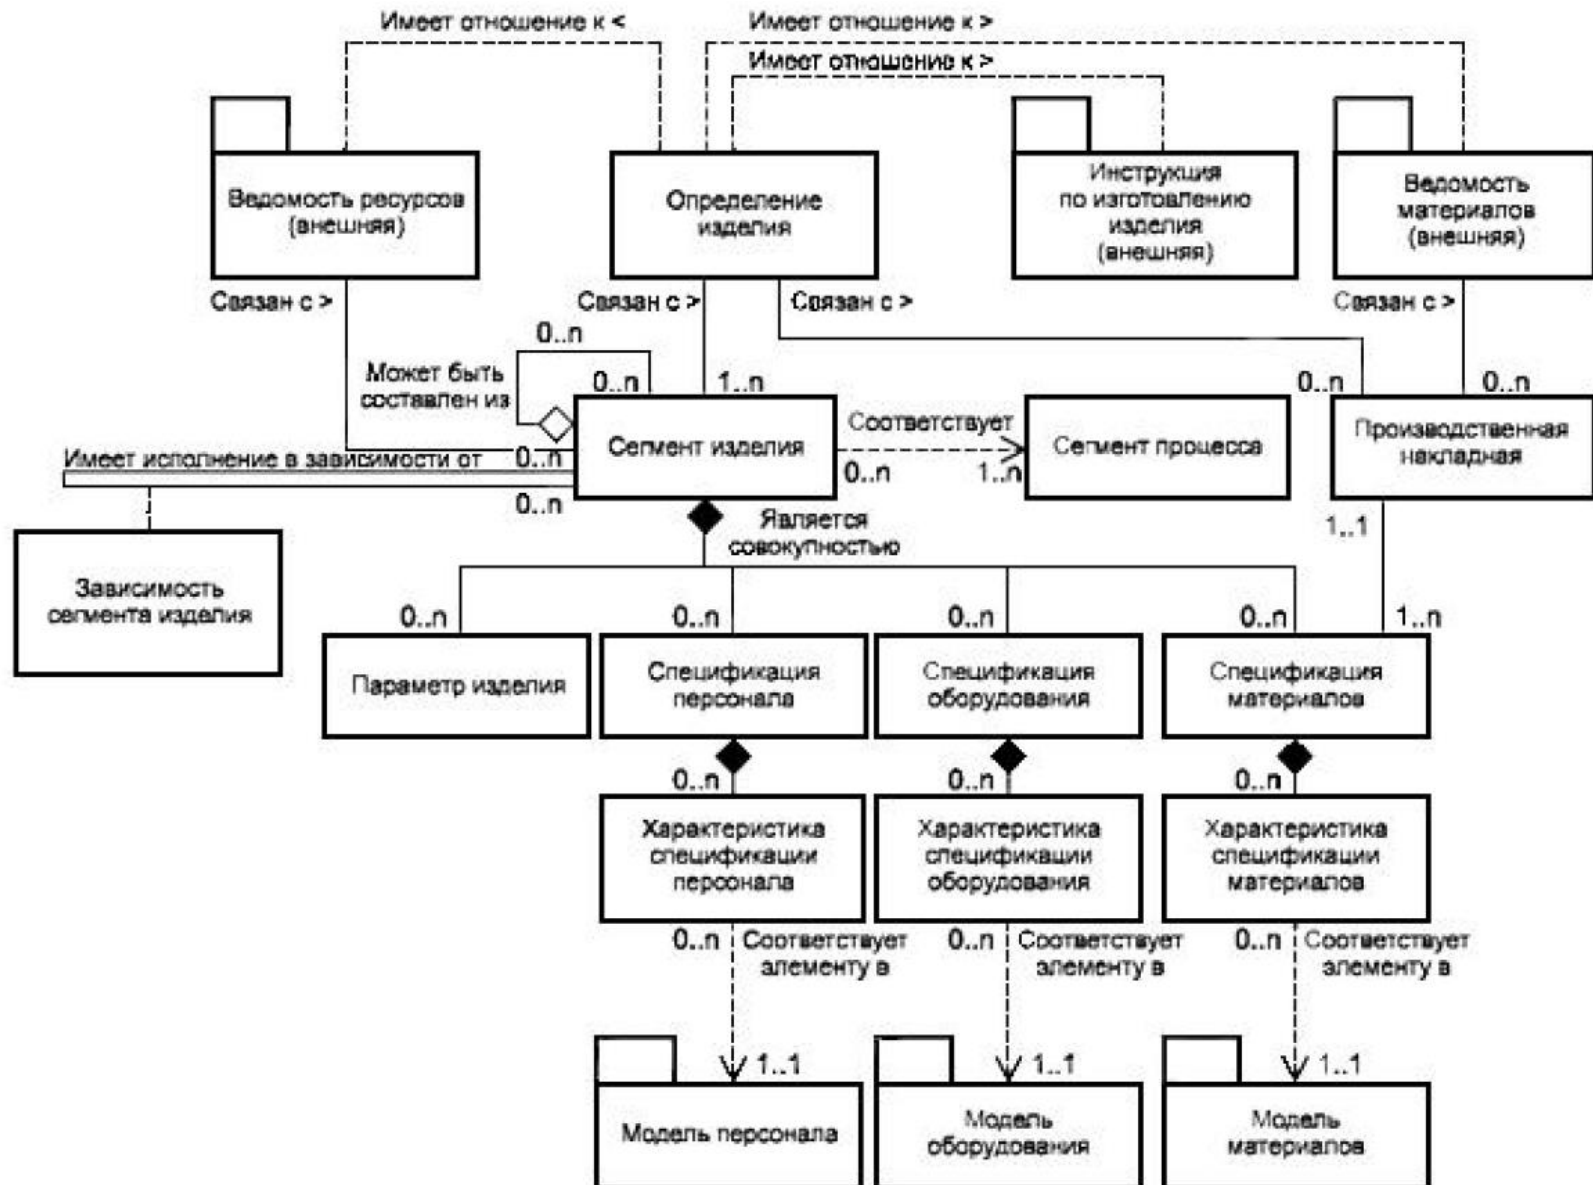 Имеет отношение к <
Имеет отношение к >
Имеет отношение к >
Ведомость ресурсов
(внешняя)
Определение
изделия
Инструкция
по изготовлению
изделия
(внешняя)
Ведомость
материалов
(внешняя)
Связан с >
Связан с >
Связан с >
Связан с >
0..n
Может быть
составлен из
0..n
1..n
0..n
0..n
Сегмент изделия
Соответствует
0..n
1..n
Сегмент процесса
Производственная
накладная
Имеет исполнение в зависимости от
0..n
0..n
Является
совокупностью
1..1
Зависимость
сегмента изделия
0..n
0..n
0..n
0..n
1..n
Параметр изделия
Спецификация
персонала
Спецификация
оборудования
Спецификация
материалов
0..n
0..n
0..n
Характеристика
спецификации
персонала
Характеристика
спецификации
оборудования
Характеристика
спецификации
материалов
0..n
Соответствует
элементу в
0..n
Соответствует
элементу в
0..n
Соответствует
элементу в
1..1
1..1
1..1
Модель персонала
Модель
оборудования
Модель
материалов